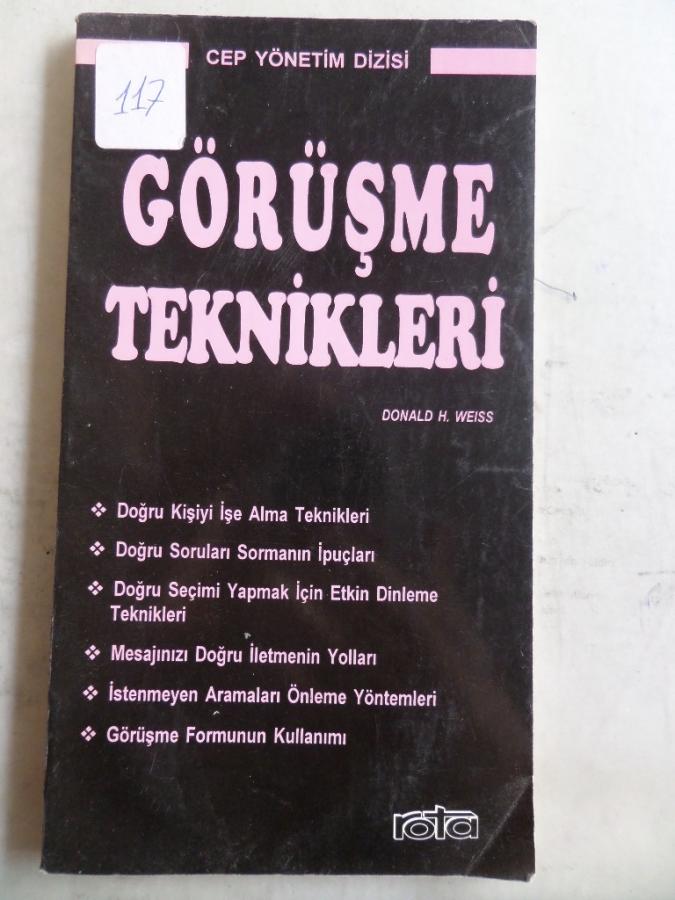 CEP YÖNETİM DİZİSİ
117
GÖRÜŞME
TEKNİKLERİ
DONALD H. WEISS
❖ Doğru Kişiyi İşe Alma Teknikleri
❖ Doğru Soruları Sormanın İpuçları
❖ Doğru Seçimi Yapmak İçin Etkin Dinleme
Teknikleri
❖ Mesajınızı Doğru İletmenin Yolları
❖ İstenmeyen Aramaları Önleme Yöntemleri
❖ Görüşme Formunun Kullanımı
rota